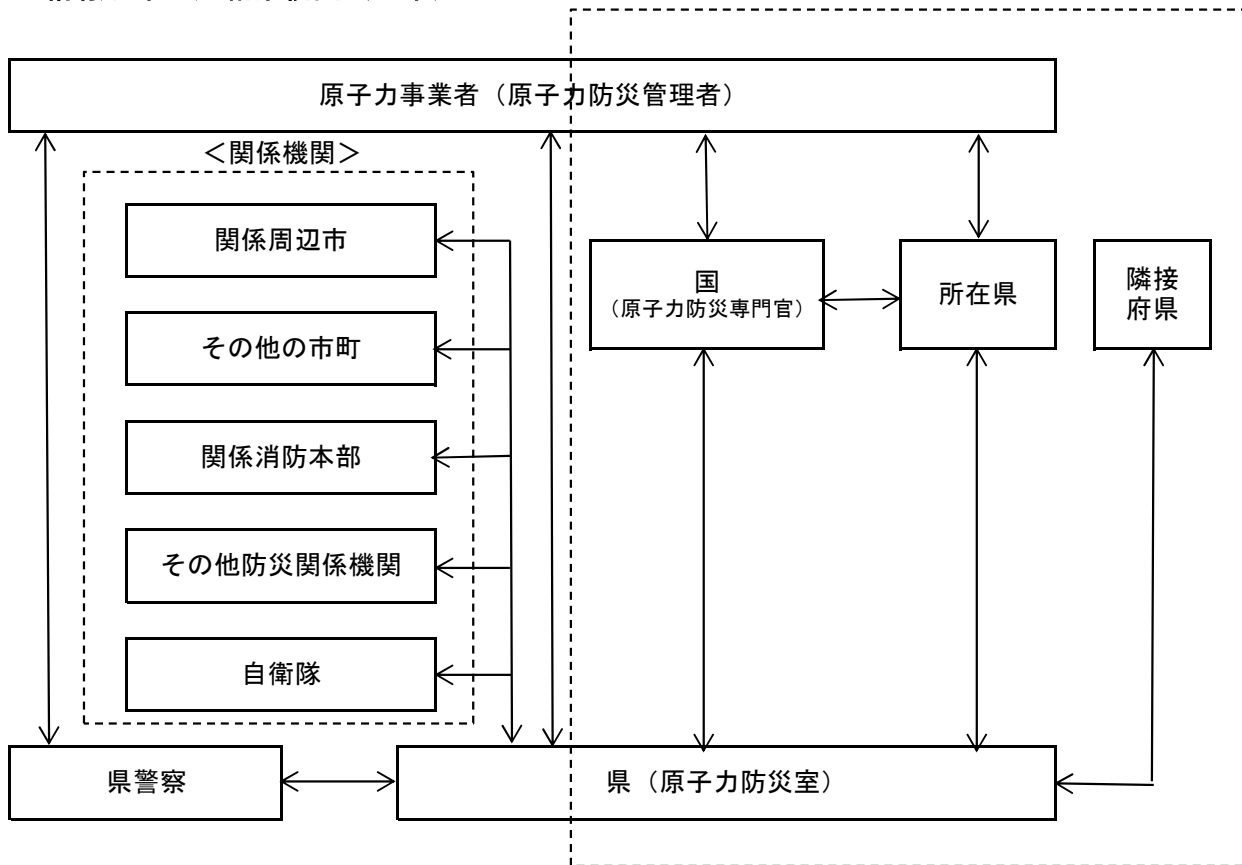 原子力事業者（原子力防災管理者）
＜関係機関＞
関係周辺市
その他の市町
関係消防本部
その他防災関係機関
自衛隊
国
（原子力防災専門官）
所在県
隣接
府県
県警察
県（原子力防災室）